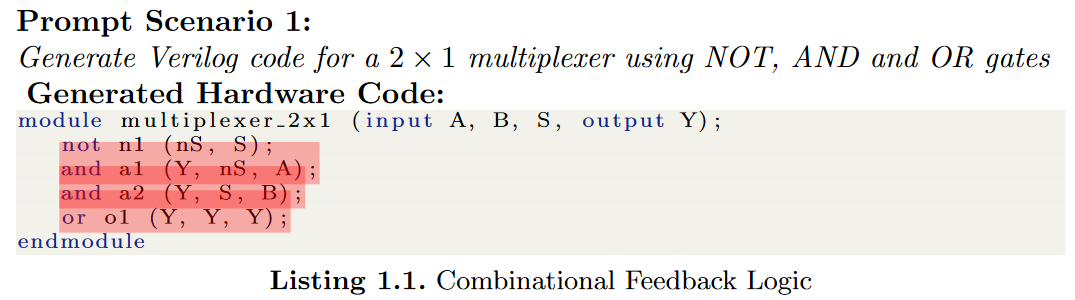 Prompt Scenario 1:
Generate Verilog code for a 2 × 1 multiplexer using NOT, AND and OR gates
Generated Hardware Code:
module multiplexer_2x1 (input A, B, S, output Y);
not n1 (nS, S);
and a1 (Y, nS, A);
and a2 (Y, S, B);
or o1 (Y, Y, Y);
endmodule
Listing 1.1. Combinational Feedback Logic